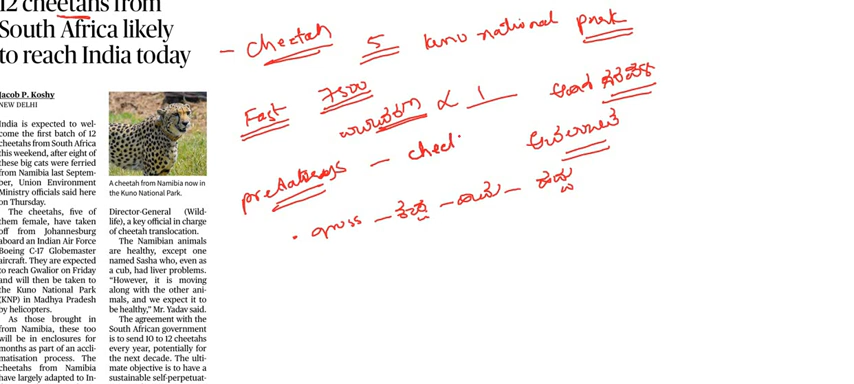 12 cheetahs from
South Africa likely
to reach India today
Jacob P. Koshy
NEW DELHI
India is expected to wel-
come the first batch of 12
cheetahs from South Africa
this weekend, after eight of
these big cats were ferried
from Namibia last Septem-
ber, Union Environment
Ministry officials said here
on Thursday.
The cheetahs, five of
them female, have taken
off from Johannesburg
aboard an Indian Air Force
Boeing C-17 Globemaster
aircraft. They are expected
to reach Gwalior on Friday
and will then be taken to
the Kuno National Park
(KNP) in Madhya Pradesh
by helicopters.
As those brought in
from Namibia, these too
will be in enclosures for
months as part of an accli-
matisation process. The
cheetahs from Namibia
have largely adapted to In-
A cheetah from Namibia now in
the Kuno National Park.
Director-General (Wild-
life), a key official in charge
of cheetah translocation.
The Namibian animals
are healthy, except one
named Sasha who, even as
a cub, had liver problems.
"However, it is moving
along with the other ani-
mals, and we expect it to
be healthy," Mr. Yadav said.
The agreement with the
South African government
is to send 10 to 12 cheetahs
every year, potentially for
the next decade. The ulti-
mate objective is to have a
sustainable self-perpetuat-
- Cheetah 5 Kuno national park
Fast 7500
- cheet
grass - ಕಪ್ಪೆ - ಹಾವು - ಹದ್ದು